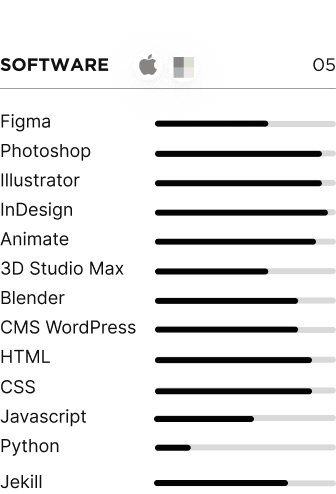 SOFTWARE 05
Figma
Photoshop
Illustrator
InDesign
Animate
3D Studio Max
Blender
CMS WordPress
HTML
CSS
Javascript
Python
Jekill